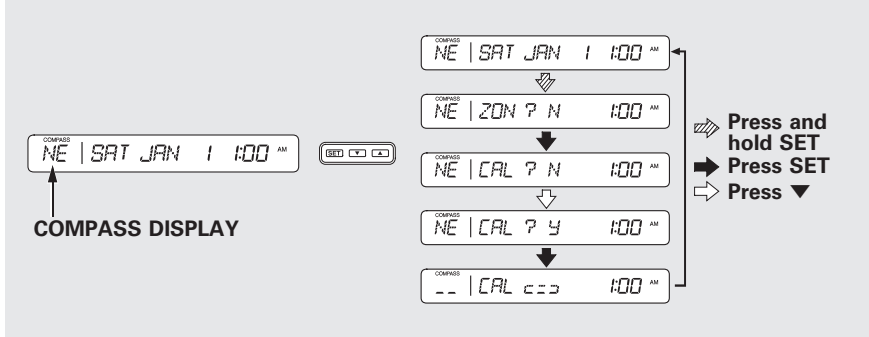 COMPASS
NE | SAT JAN 1 1:00 AM
COMPASS DISPLAY
SET ▼ ▲
COMPASS
NE | SAT JAN 1 1:00 AM
COMPASS
NE | ZON ? N 1:00 AM
COMPASS
NE | CAL ? N 1:00 AM
COMPASS
NE | CAL ? Y 1:00 AM
COMPASS
-- | CAL 1:00 AM
Press and
hold SET
Press SET
Press ▼